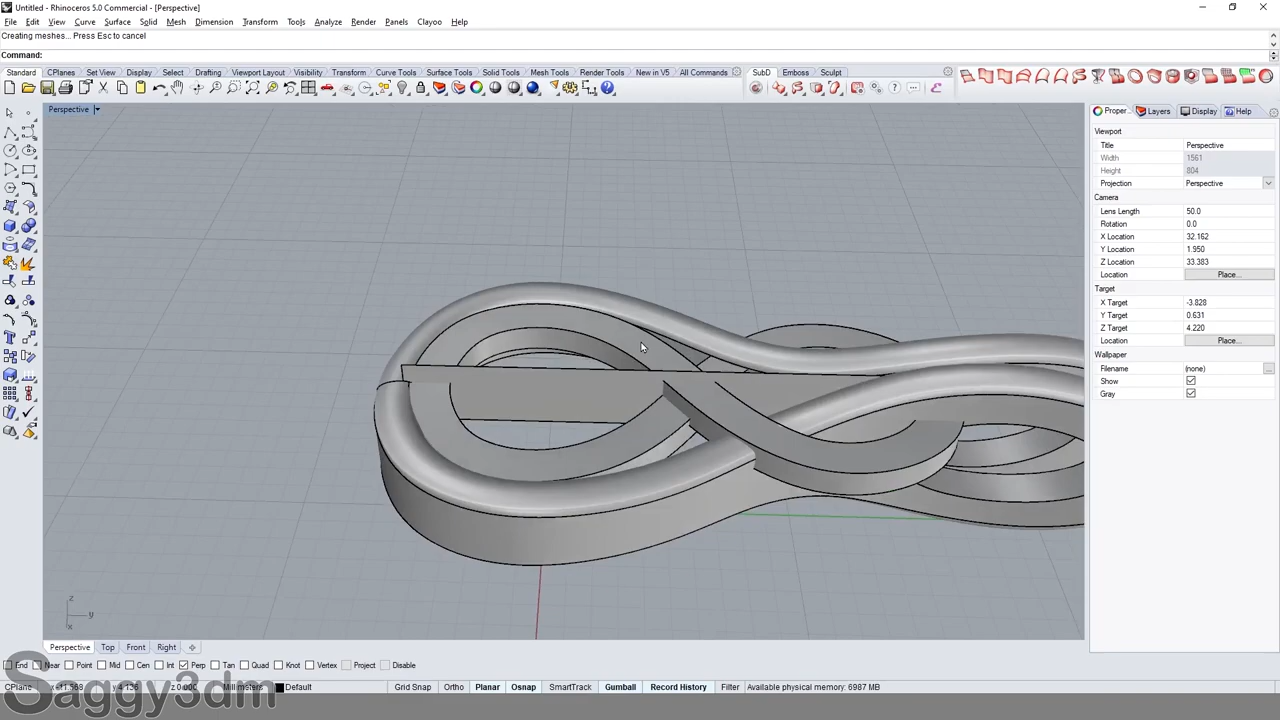 Untitled - Rhinoceros 5.0 Commercial - [Perspective]
File Edit View Curve Surface Solid Mesh Dimension Transform Tools Analyze Render Panels Clayoo Help
Creating meshes... Press Esc to cancel
Command:
Standard CPlanes Set View Display Select Drafting Viewport Layout Visibility Transform Curve Tools Surface Tools Solid Tools Mesh Tools Render Tools New in V5 All Commands SubD Emboss Sculpt
Perspective
Proper... Layers Display Help
Viewport
Title Perspective
Width 1561
Height 804
Projection Perspective
Camera
Lens Length 50.0
Rotation 0.0
X Location 32.162
Y Location 1.950
Z Location 33.383
Location Place...
Target
X Target -3.828
Y Target 0.631
Z Target 4.220
Location Place...
Wallpaper
Filename (none) ...
Show
Gray
z
y
x
Perspective Top Front Right
End Near Point Mid Cen Int Perp Tan Quad Knot Vertex Project Disable
CPlane x -11.568 y 4.136 z 0.000 Millimeters Default Grid Snap Ortho Planar Osnap SmartTrack Gumball Record History Filter Available physical memory: 6987 MB
Saggy3dm